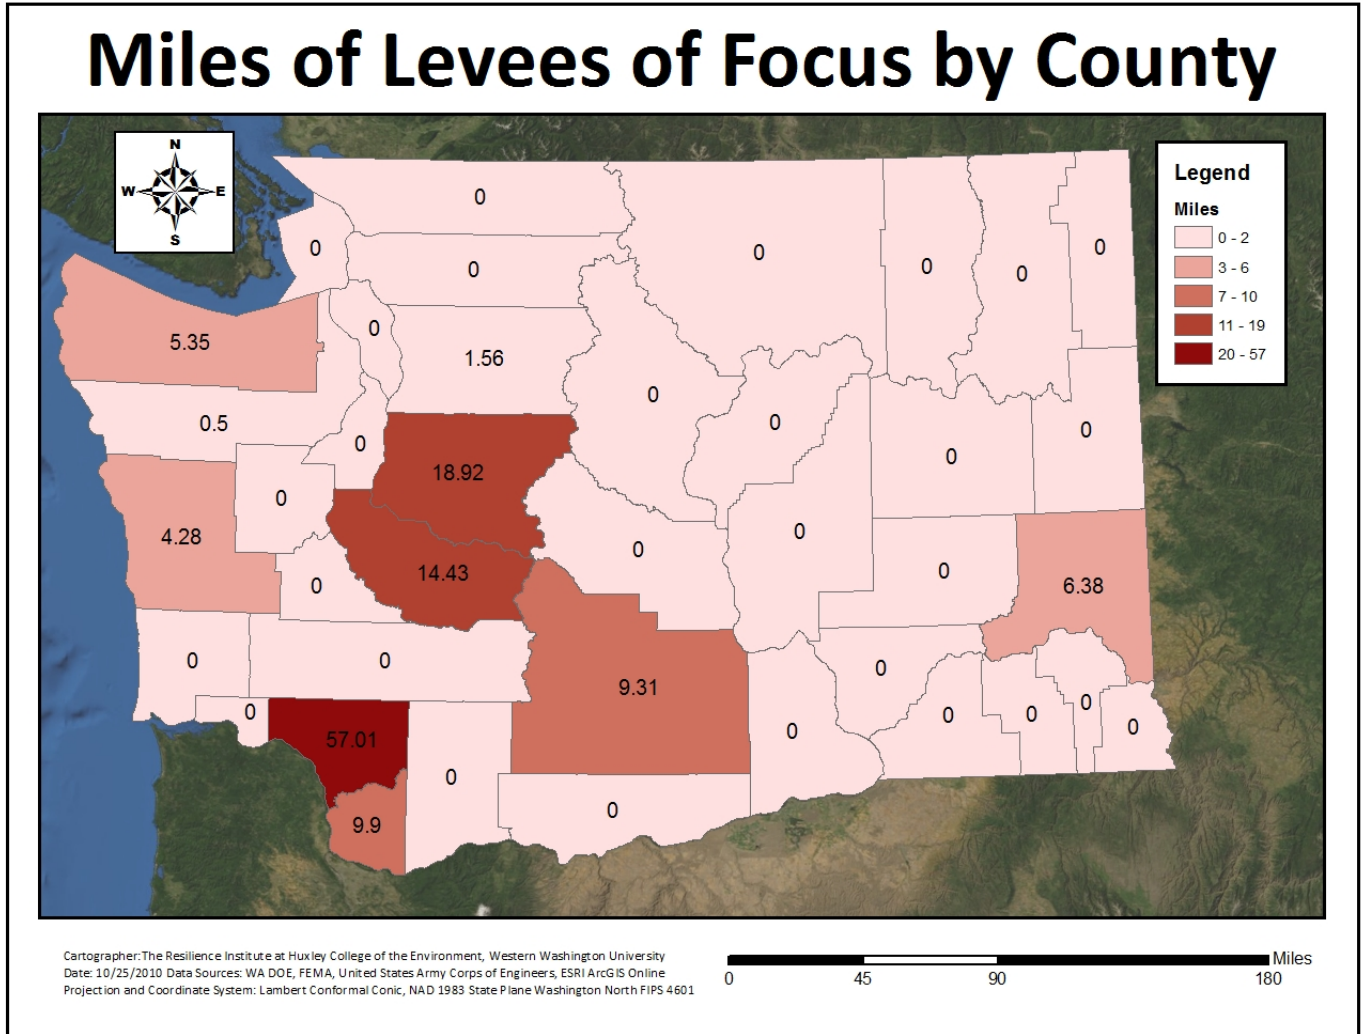 Miles of Levees of Focus by County
N
W E
S
Legend
Miles
0 - 2
3 - 6
7 - 10
11 - 19
20 - 57
0
0
0
0
0
0
0
0
5.35
0
1.56
0
0
0.5
0
0
0
18.92
0
0
4.28
0
0
14.43
0
0
6.38
0
0
0
9.31
0
0
0
0
0
57.01
0
0
0
9.9
0
Cartographer:The Resilience Institute at Huxley College of the Environment, Western Washington University
Date: 10/25/2010 Data Sources: WA DOE, FEMA, United States Army Corps of Engineers, ESRI ArcGIS Online
Projection and Coordinate System: Lambert Conformal Conic, NAD 1983 State Plane Washington North FIPS 4601
Miles
0 45 90 180